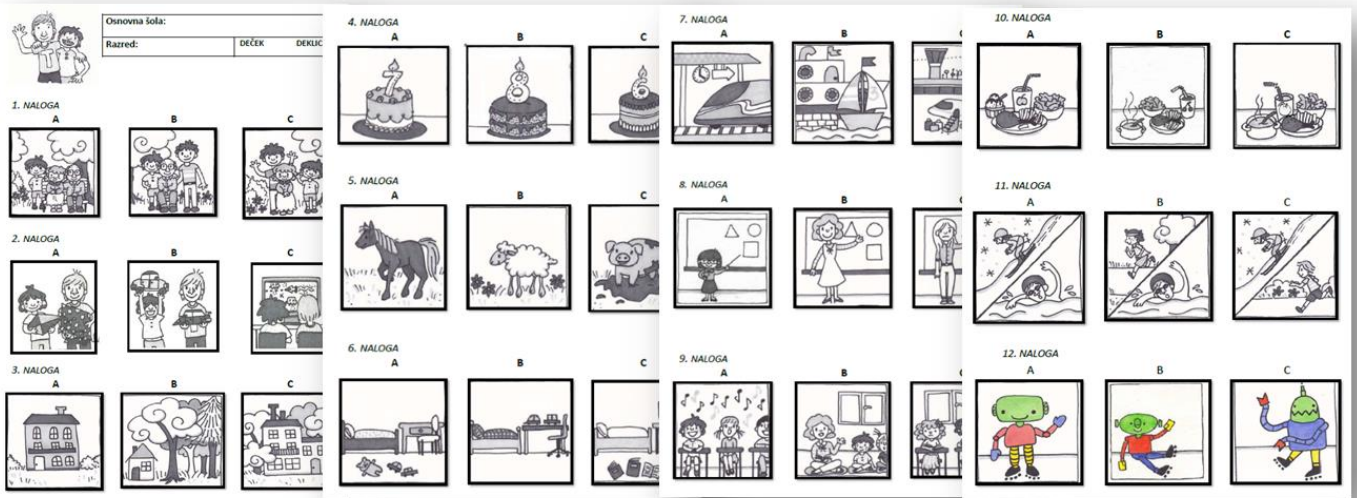 Osnovna šola:
Razred: DEČEK DEKLIC
1. NALOGA
A B C
2. NALOGA
A B C
3. NALOGA
A B C
4. NALOGA
A B C
7 8 6
5. NALOGA
A B C
6. NALOGA
A B C
7. NALOGA
A B
8. NALOGA
A B
9. NALOGA
A B
10. NALOGA
A B C
11. NALOGA
A B C
12. NALOGA
A B C